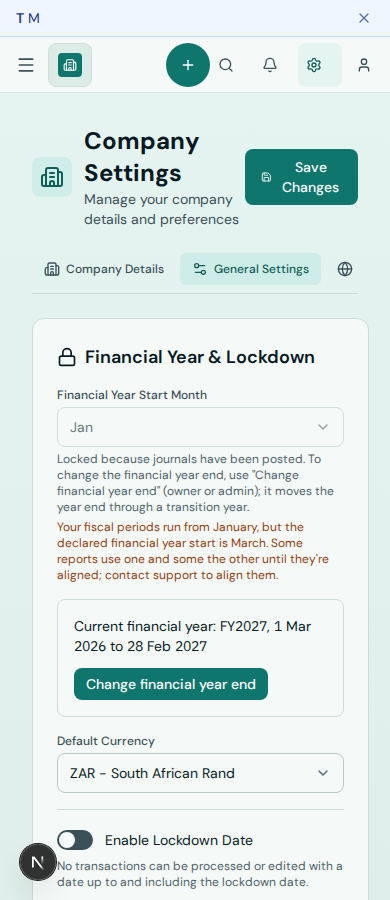 T M
Company
Settings
Manage your company
details and preferences
Save
Changes
Company Details
General Settings
Financial Year & Lockdown
Financial Year Start Month
Jan
Locked because journals have been posted. To
change the financial year end, use "Change
financial year end" (owner or admin); it moves the
year end through a transition year.
Your fiscal periods run from January, but the
declared financial year start is March. Some
reports use one and some the other until they're
aligned; contact support to align them.
Current financial year: FY2027, 1 Mar
2026 to 28 Feb 2027
Change financial year end
Default Currency
ZAR - South African Rand
Enable Lockdown Date
N
No transactions can be processed or edited with a
date up to and including the lockdown date.